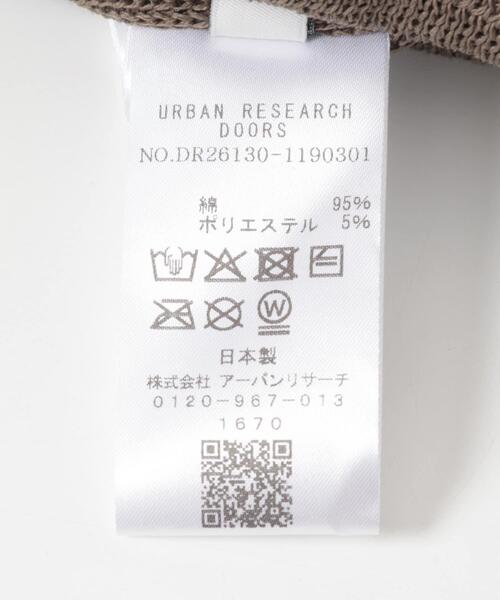 URBAN RESEARCH
DOORS
NO.DR26130-1190301
綿 95%
ポリエステル 5%
W
日本製
株式会社 アーバンリサーチ
0120-967-013
1670